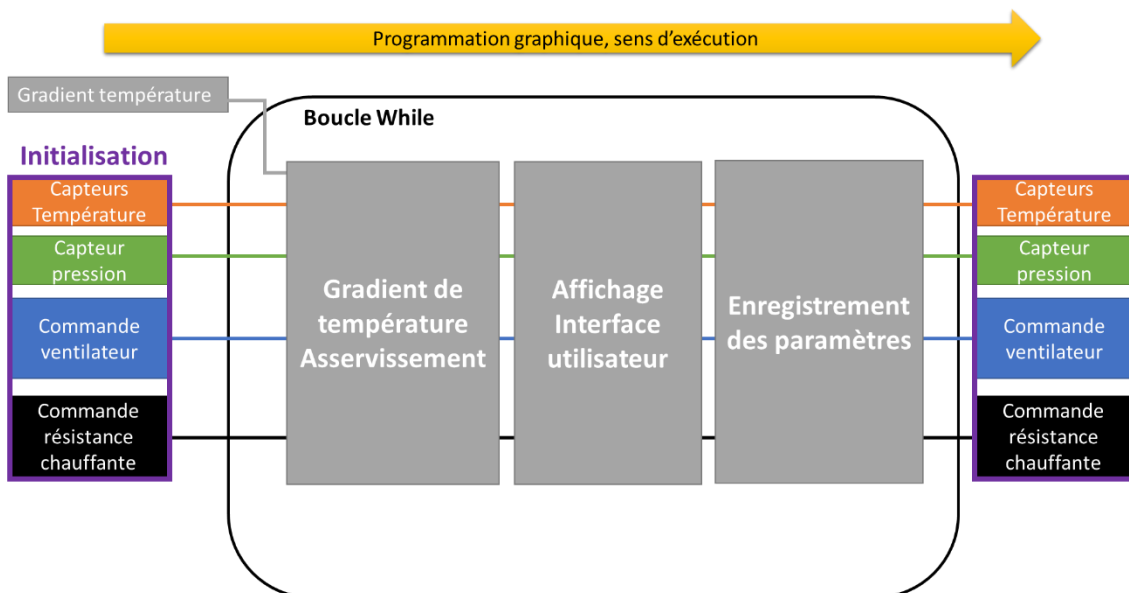 Programmation graphique, sens d'exécution
Gradient température
Boucle While
Initialisation
Capteurs
Température
Capteur
pression
Commande
ventilateur
Commande
résistance
chauffante
Gradient de
température
Asservissement
Affichage
Interface
utilisateur
Enregistrement
des paramètres
Capteurs
Température
Capteur
pression
Commande
ventilateur
Commande
résistance
chauffante